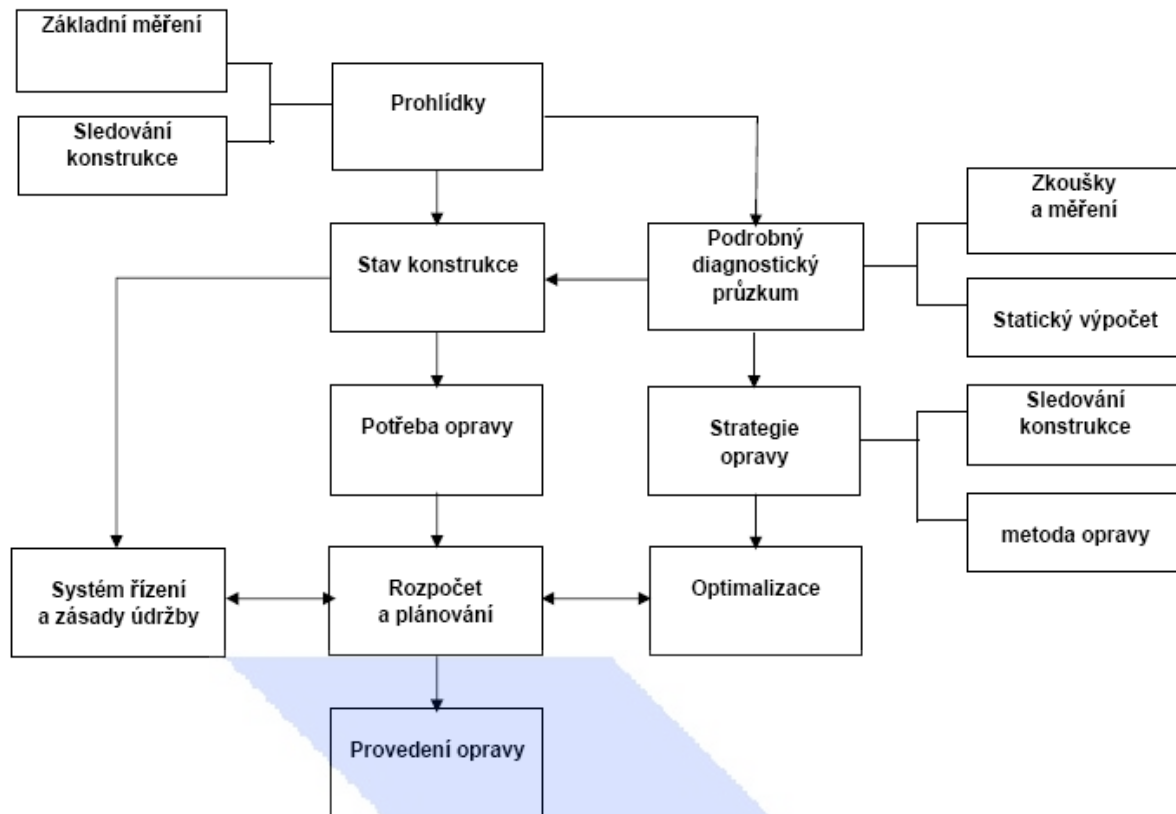 Základní měření
Prohlídky
Sledování
konstrukce
Zkoušky
a měření
Stav konstrukce
Podrobný
diagnostický
průzkum
Statický výpočet
Potřeba opravy
Strategie
opravy
Sledování
konstrukce
metoda opravy
Systém řízení
a zásady údržby
Rozpočet
a plánování
Optimalizace
Provedení opravy